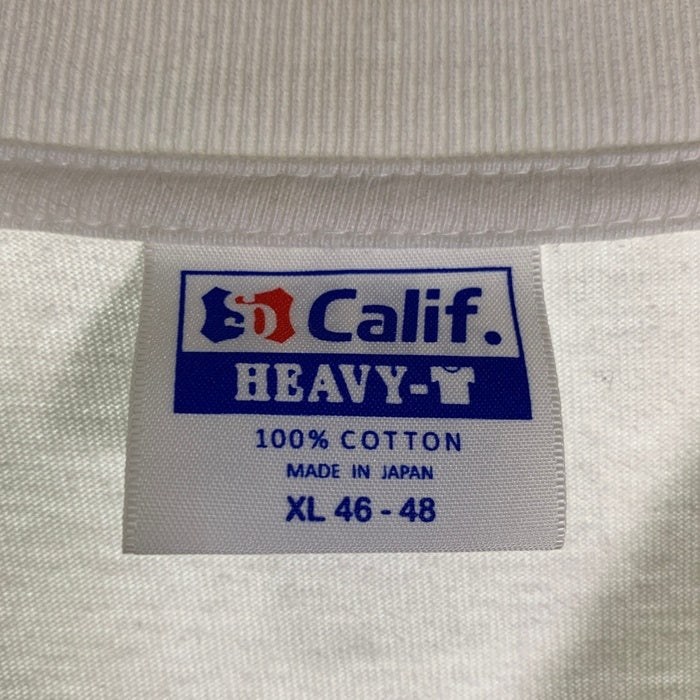 SD Calif.
HEAVY-T
100% COTTON
MADE IN JAPAN
XL 46 - 48